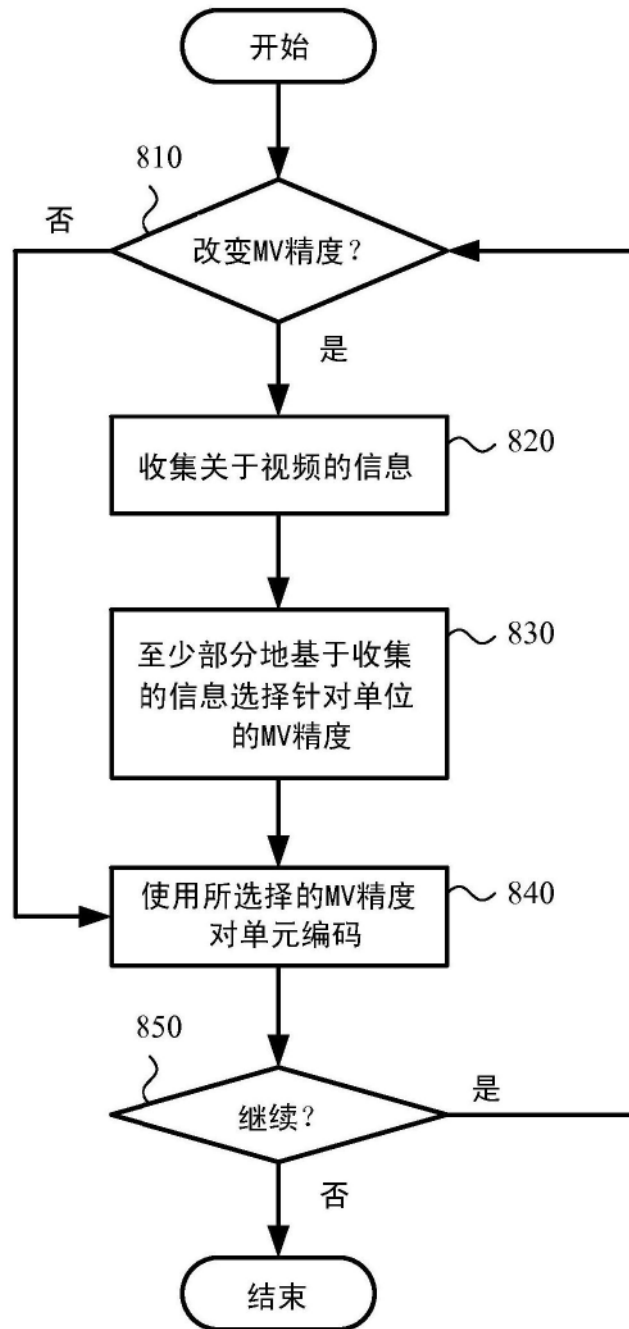 开始
810
否
改变MV精度？
是
收集关于视频的信息
820
至少部分地基于收集
的信息选择针对单位
的MV精度
830
使用所选择的MV精度
对单元编码
840
850
继续？
是
否
结束